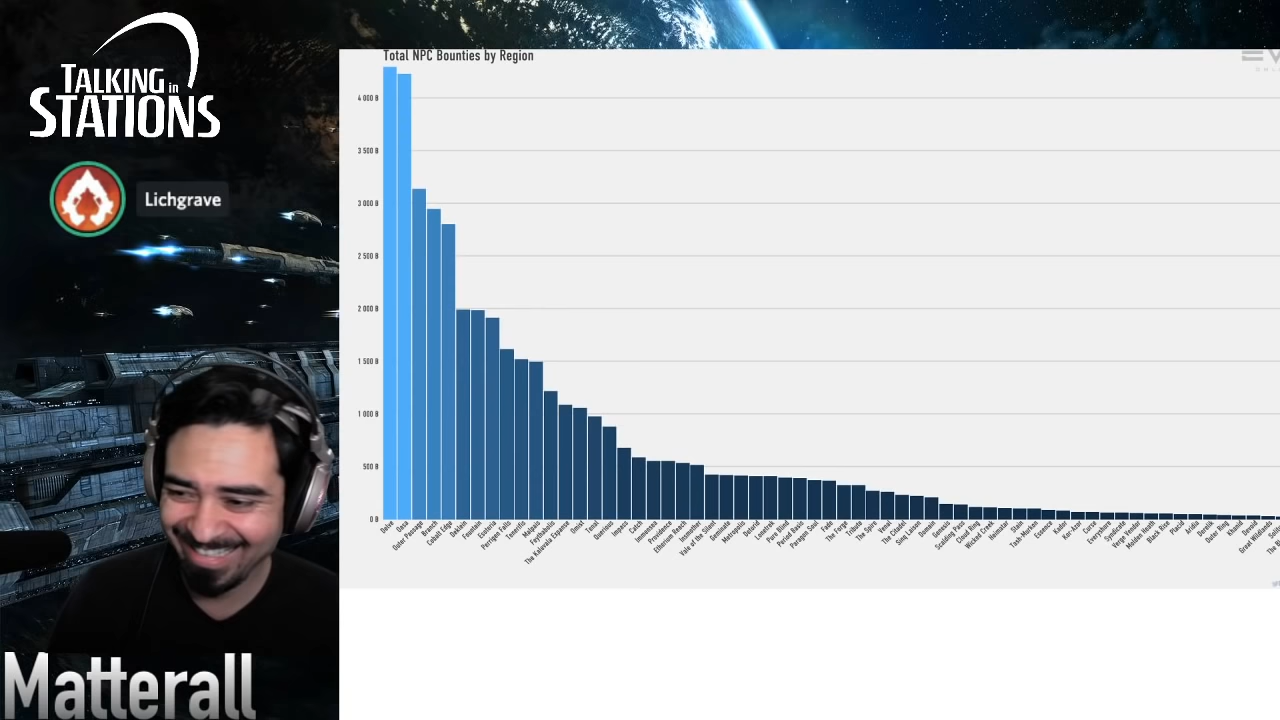 TALKING in
STATIONS
Lichgrave
Matterall
Total NPC Bounties by Region
4 000 B
3 500 B
3 000 B
2 500 B
2 000 B
1 500 B
1 000 B
500 B
0 B
Delve
Oasa
Outer Passage
Branch
Cobalt Edge
Deklein
Fountain
Esoteria
Perrigen Falls
Tenerifis
Malpais
Feythabolis
The Kalevala Expanse
Omist
Tenal
Querious
Impass
Catch
Immensea
Providence
Etherium Reach
Insmother
Vale of the Silent
Geminate
Metropolis
Detorid
Lonetrek
Pure Blind
Period Basis
Paragon Soul
Fade
The Forge
Tribute
The Spire
Venal
The Citadel
Sinq Laison
Domain
Genesis
Scalding Pass
Cloud Ring
Wicked Creek
Heimatar
Stain
Tash-Murkon
Essence
Kador
Kor-Azor
Curse
Everyshore
Syndicate
Verge Vendor
Molden Heath
Black Rise
Placid
Aridia
Derelik
Outer Ring
Khanid
Devoid
Great Wildlands